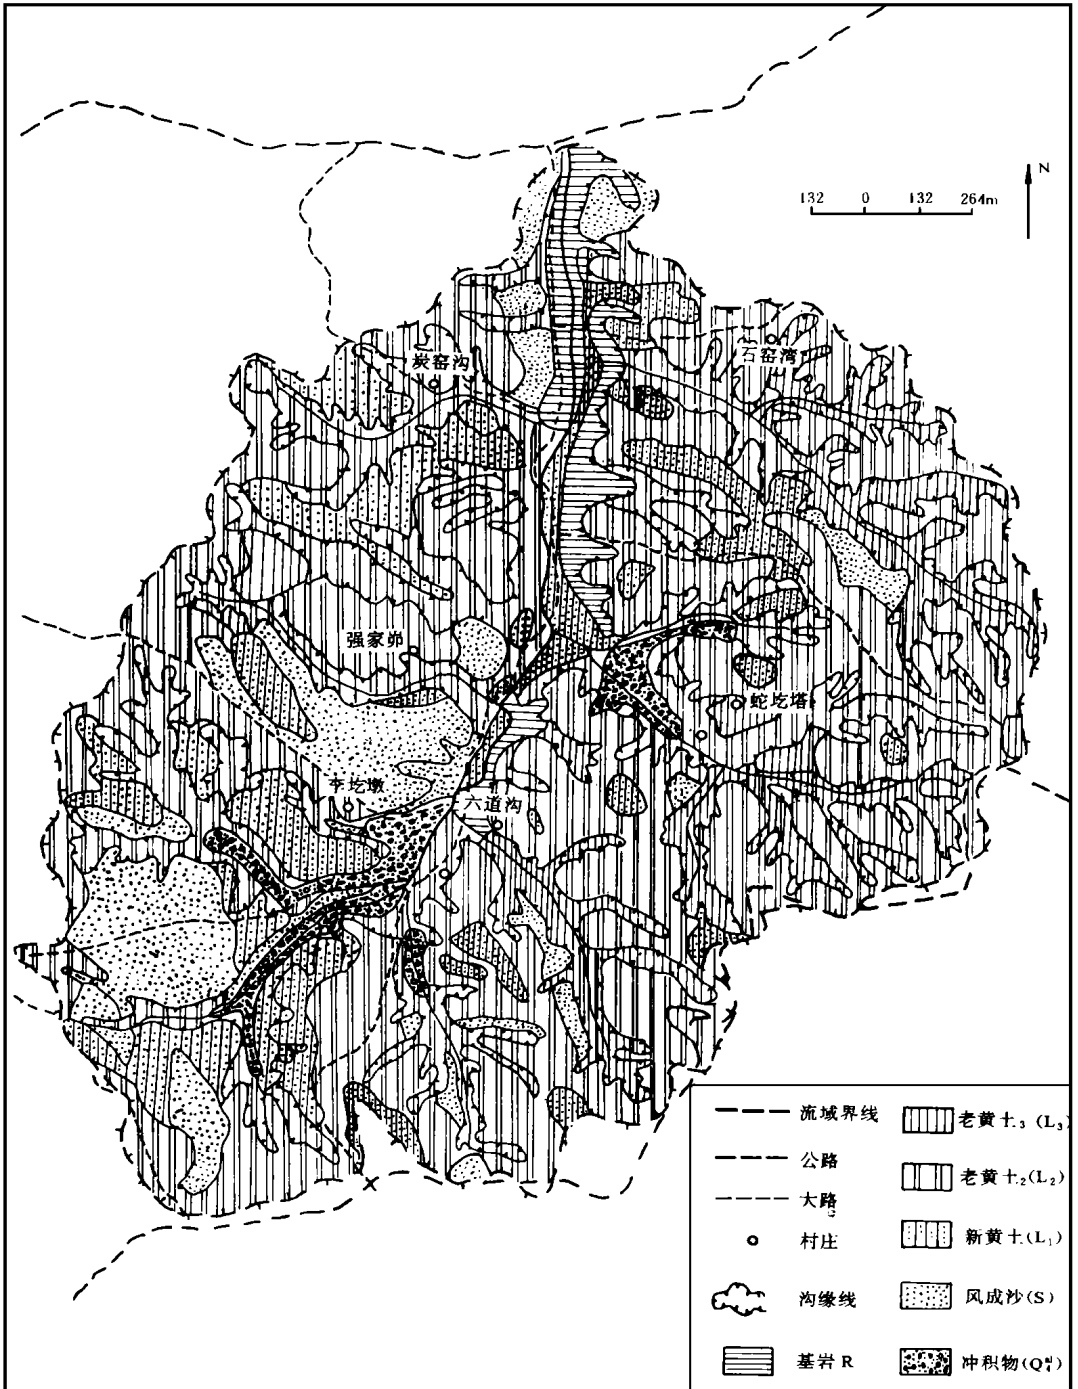 N
132 0 132 264m
炭窑沟
石窑湾
强家峁
蛇圪塔
李圪墩
六道沟
流域界线
老黄土₃(L₃)
公路
老黄土₂(L₂)
大路
村庄
新黄土(L₁)
沟缘线
风成沙(S)
基岩 R
冲积物